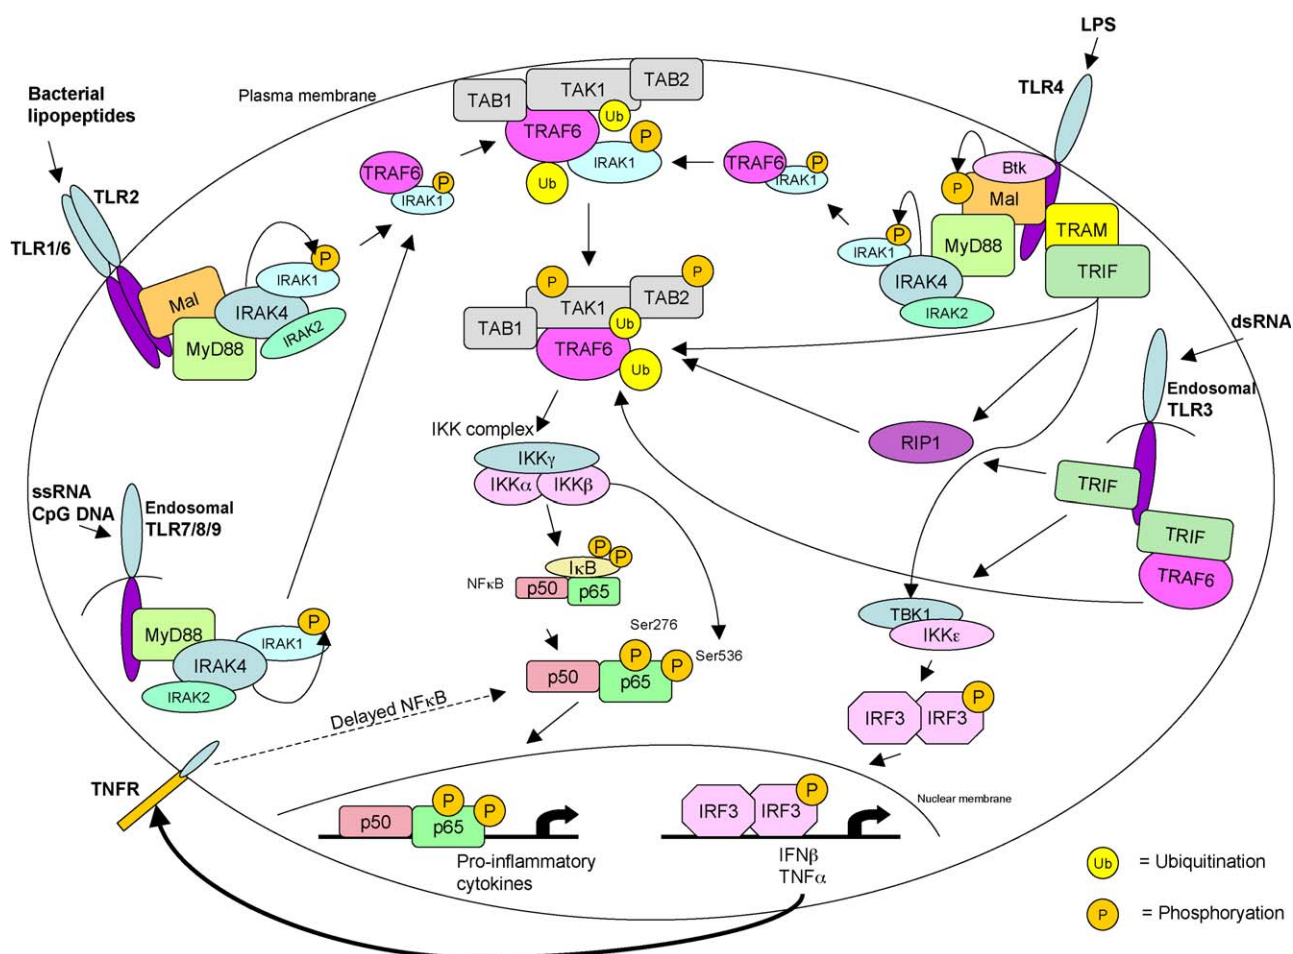 LPS
TLR4
Plasma membrane
TAB1
TAK1
TAB2
TRAF6
Ub
P
IRAK1
Ub
Bacterial
lipopeptides
TLR2
TLR1/6
TRAF6
P
IRAK1
Mal
MyD88
IRAK4
P
IRAK1
IRAK2
TRAF6
P
IRAK1
Btk
P
Mal
TRAM
TRIF
MyD88
P
IRAK1
IRAK4
IRAK2
P
P
TAB1
TAK1
TAB2
Ub
TRAF6
Ub
dsRNA
Endosomal
TLR3
TRIF
TRIF
TRAF6
RIP1
IKK complex
IKKγ
IKKα
IKKβ
P
P
IκB
NFκB
p50
p65
ssRNA
CpG DNA
Endosomal
TLR7/8/9
MyD88
IRAK4
IRAK1
P
IRAK2
Ser276
Ser536
P
P
p50
p65
TBK1
IKKε
P
IRF3
IRF3
Delayed NFκB
TNFR
Nuclear membrane
P
P
p50
p65
Pro-inflammatory
cytokines
P
IRF3
IRF3
IFNβ
TNFα
Ub = Ubiquitination
P = Phosphoryation